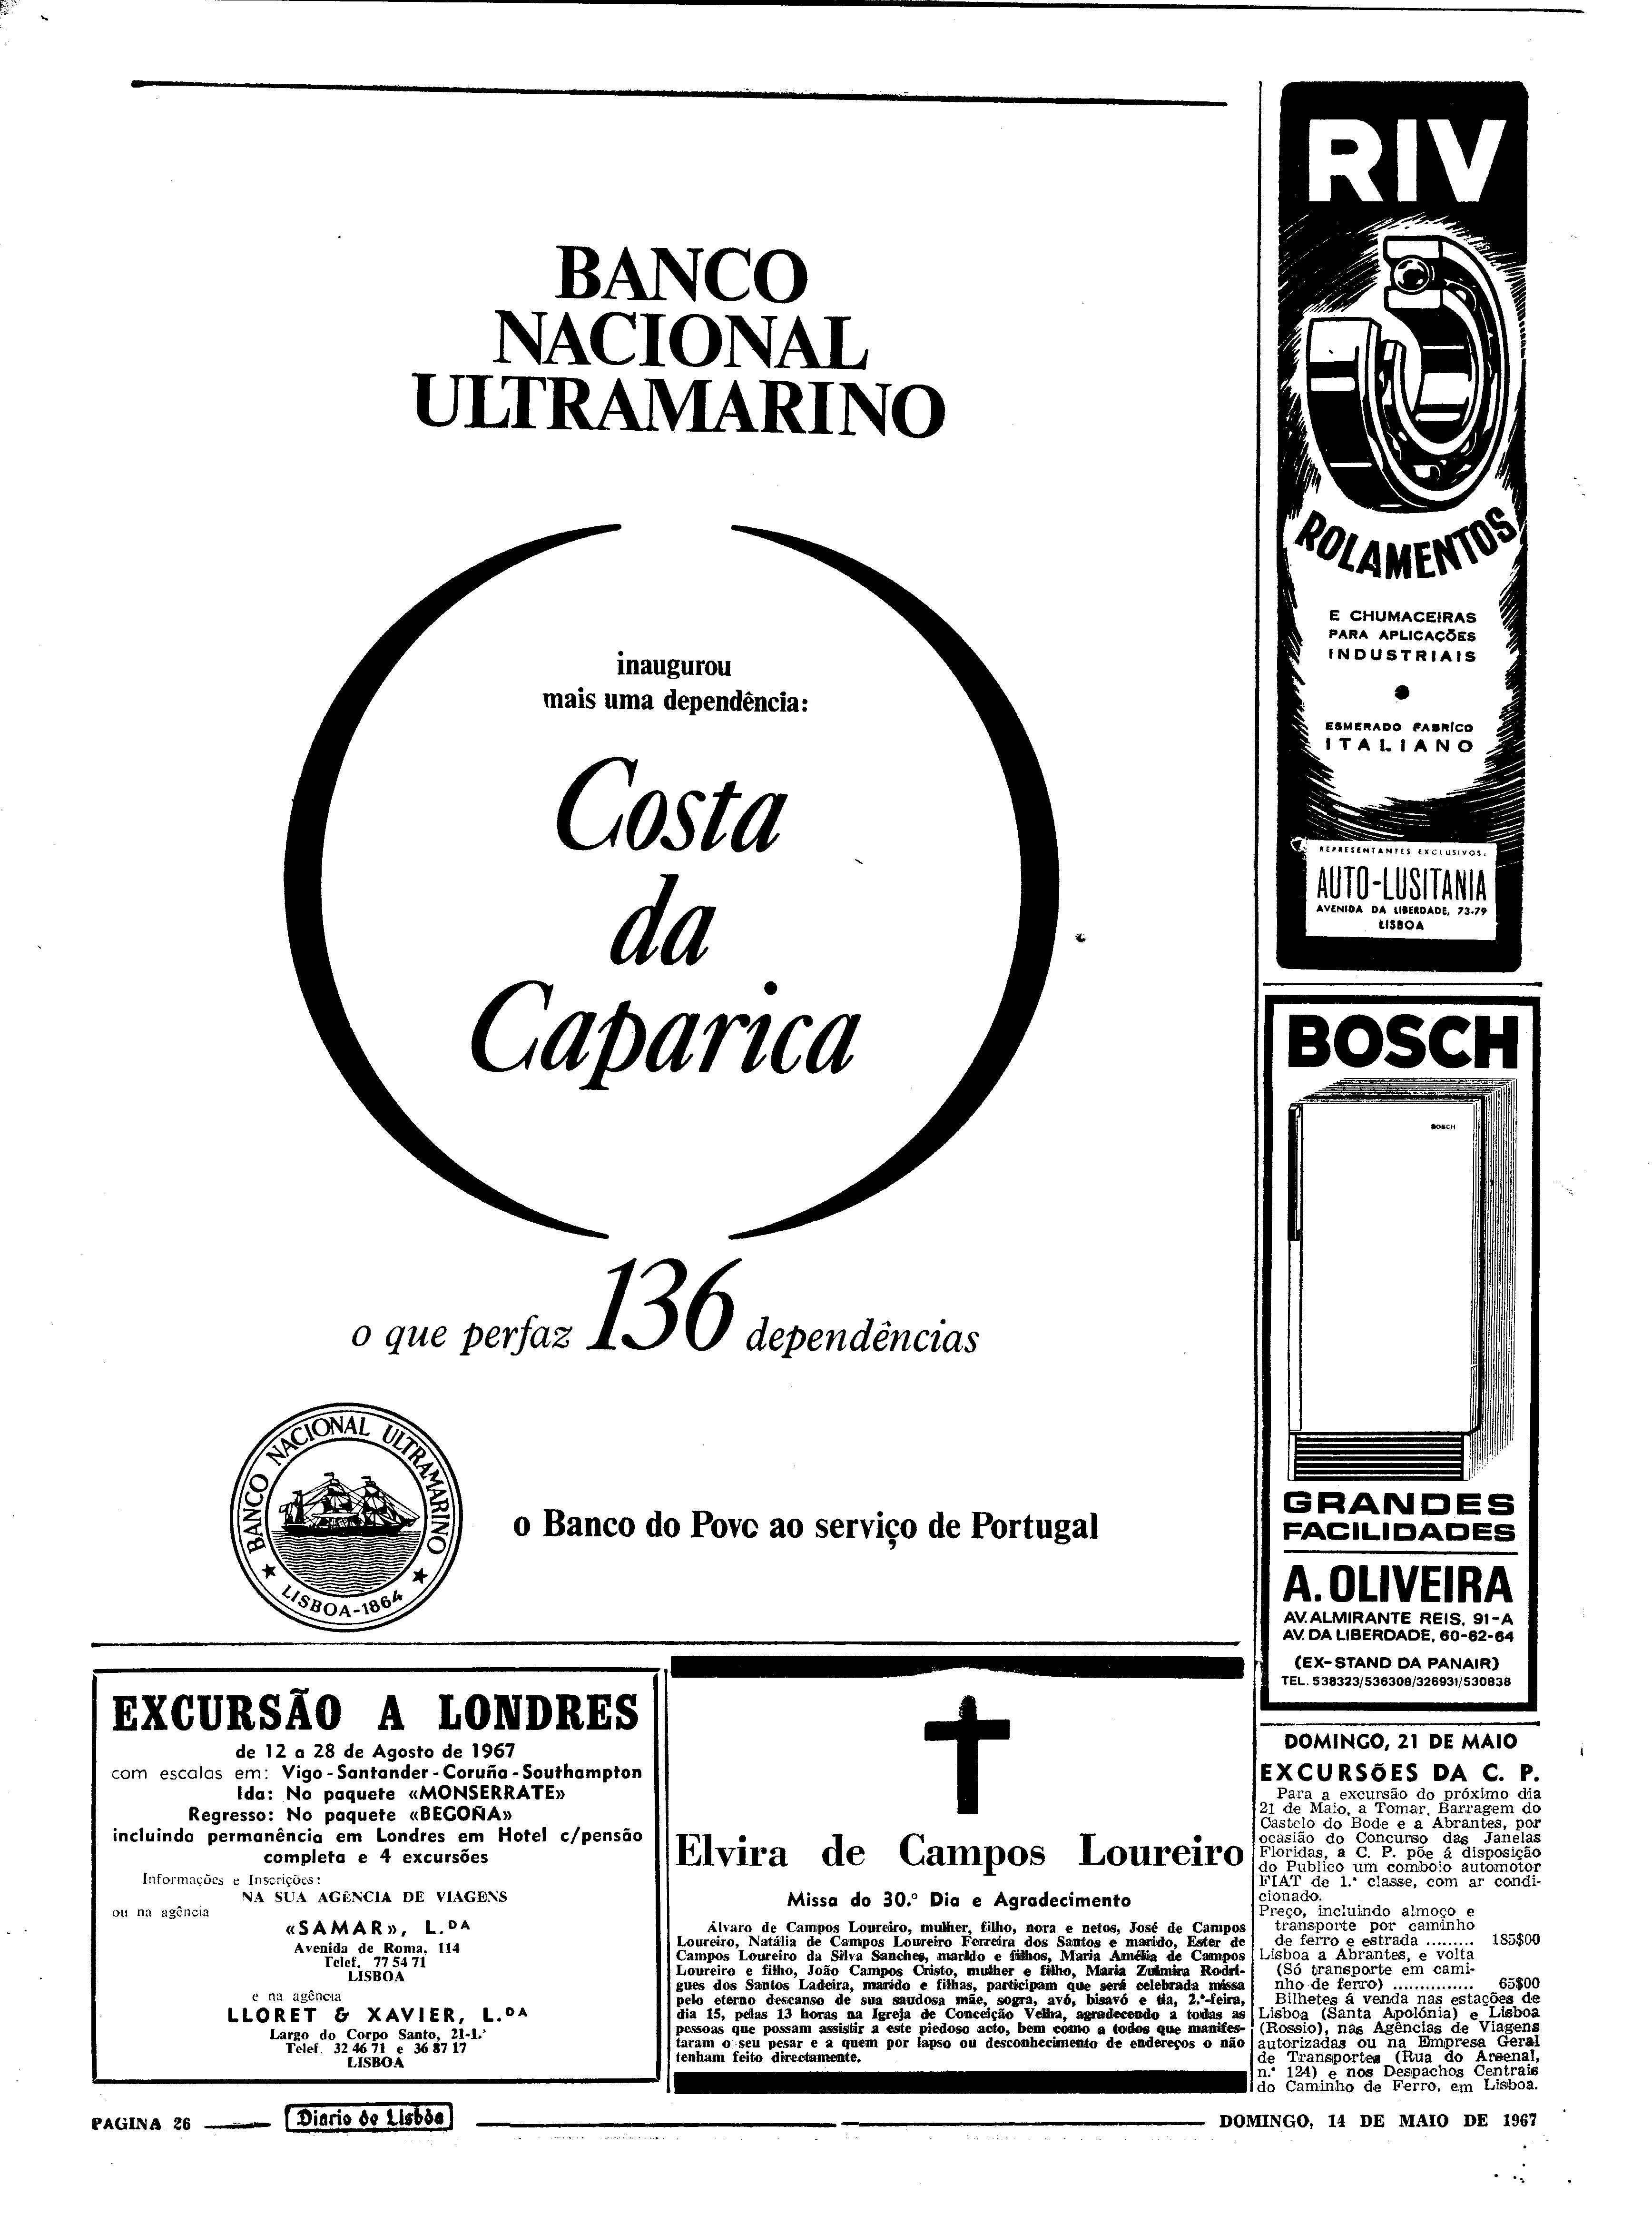 BANCO
NACIONAL
ULTRAMARINO
inaugurou
mais uma dependência:
Costa
da
Caparica
o que perfaz 136 dependências
BANCO NACIONAL ULTRAMARINO
LISBOA-1864
o Banco do Povo ao serviço de Portugal
RIV
ROLAMENTOS
E CHUMACEIRAS
PARA APLICAÇÕES
INDUSTRIAIS
ESMERADO FABRÍCO
ITALIANO
REPRESENTANTES EXCLUSIVOS.
AUTO-LUSITANIA
AVENIDA DA LIBERDADE, 73-79
LISBOA
BOSCH
BOSCH
GRANDES
FACILIDADES
A. OLIVEIRA
AV. ALMIRANTE REIS, 91-A
AV. DA LIBERDADE, 60-62-64
(EX-STAND DA PANAIR)
TEL. 538323/536308/326931/530838
EXCURSÃO A LONDRES
de 12 a 28 de Agosto de 1967
com escalas em: Vigo - Santander - Coruña - Southampton
Ida: No paquete «MONSERRATE»
Regresso: No paquete «BEGOÑA»
incluindo permanência em Londres em Hotel c/pensão
completa e 4 excursões
Informações e Inscrições:
NA SUA AGÊNCIA DE VIAGENS
ou na agência
«SAMAR», L.DA
Avenida de Roma, 114
Telef. 77 54 71
LISBOA
e na agência
LLORET & XAVIER, L.DA
Largo do Corpo Santo, 21-1.º
Telef. 32 46 71 e 36 87 17
LISBOA
Elvira de Campos Loureiro
Missa do 30.º Dia e Agradecimento
Álvaro de Campos Loureiro, mulher, filho, nora e netos, José de Campos
Loureiro, Natália de Campos Loureiro Ferreira dos Santos e marido, Ester de
Campos Loureiro da Silva Sanches, marido e filhos, Maria Amélia de Campos
Loureiro e filho, João Campos Cristo, mulher e filho, Maria Zulmira Rodri-
gues dos Santos Ladeira, marido e filhas, participam que será celebrada missa
pelo eterno descanso de sua saudosa mãe, sogra, avó, bisavó e tia, 2.ª-feira,
dia 15, pelas 13 horas na Igreja de Conceição Velha, agradecendo a todas as
pessoas que possam assistir a este piedoso acto, bem como a todos que manifes-
taram o seu pesar e a quem por lapso ou desconhecimento de endereços o não
tenham feito directamente.
DOMINGO, 21 DE MAIO
EXCURSÕES DA C. P.
Para a excursão do próximo dia
21 de Maio, a Tomar, Barragem do
Castelo do Bode e a Abrantes, por
ocasião do Concurso das Janelas
Floridas, a C. P. põe á disposição
do Publico um comboio automotor
FIAT de 1.ª classe, com ar condi-
cionado.
Preço, incluindo almoço e
transporte por caminho
de ferro e estrada ......... 185$00
Lisboa a Abrantes, e volta
(Só transporte em cami-
nho de ferro) ............... 65$00
Bilhetes á venda nas estações de
Lisboa (Santa Apolónia) e Lisboa
(Rossio), nas Agências de Viagens
autorizadas ou na Empresa Geral
de Transportes (Rua do Arsenal,
n.º 124) e nos Despachos Centrais
do Caminho de Ferro, em Lisboa.
PAGINA 26
Diario de Lisbôa
DOMINGO, 14 DE MAIO DE 1967